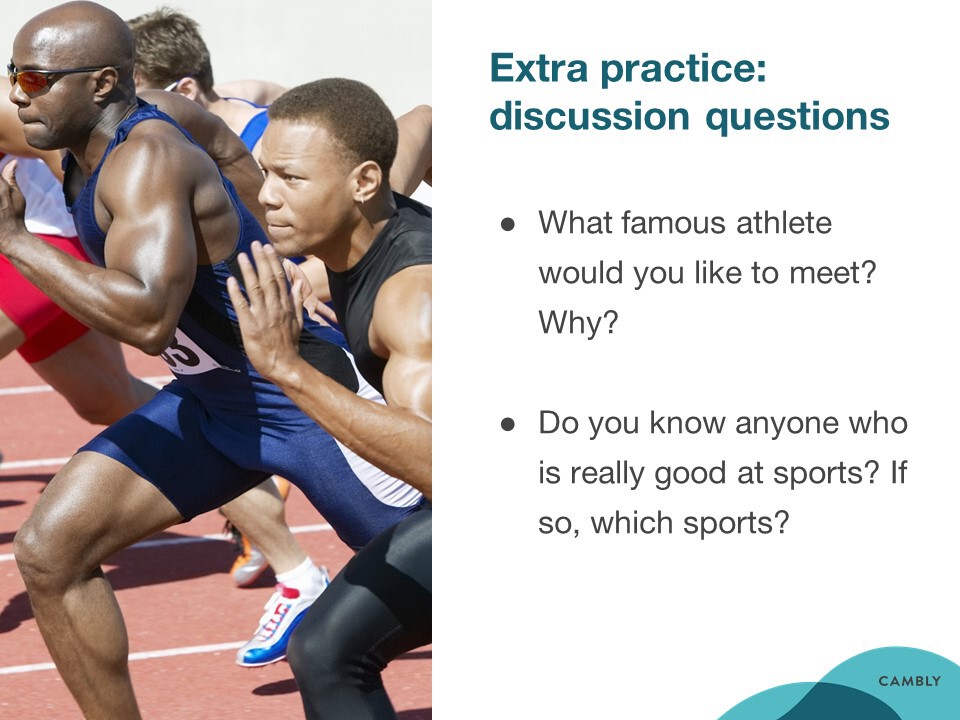 Extra practice:
discussion questions
● What famous athlete
would you like to meet?
Why?
● Do you know anyone who
is really good at sports? If
so, which sports?
CAMBLY